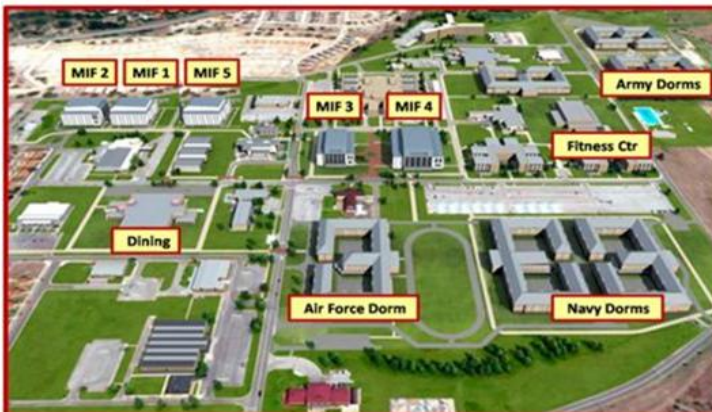 MIF 2
MIF 1
MIF 5
MIF 3
MIF 4
Army Dorms
Fitness Ctr
Dining
Air Force Dorm
Navy Dorms